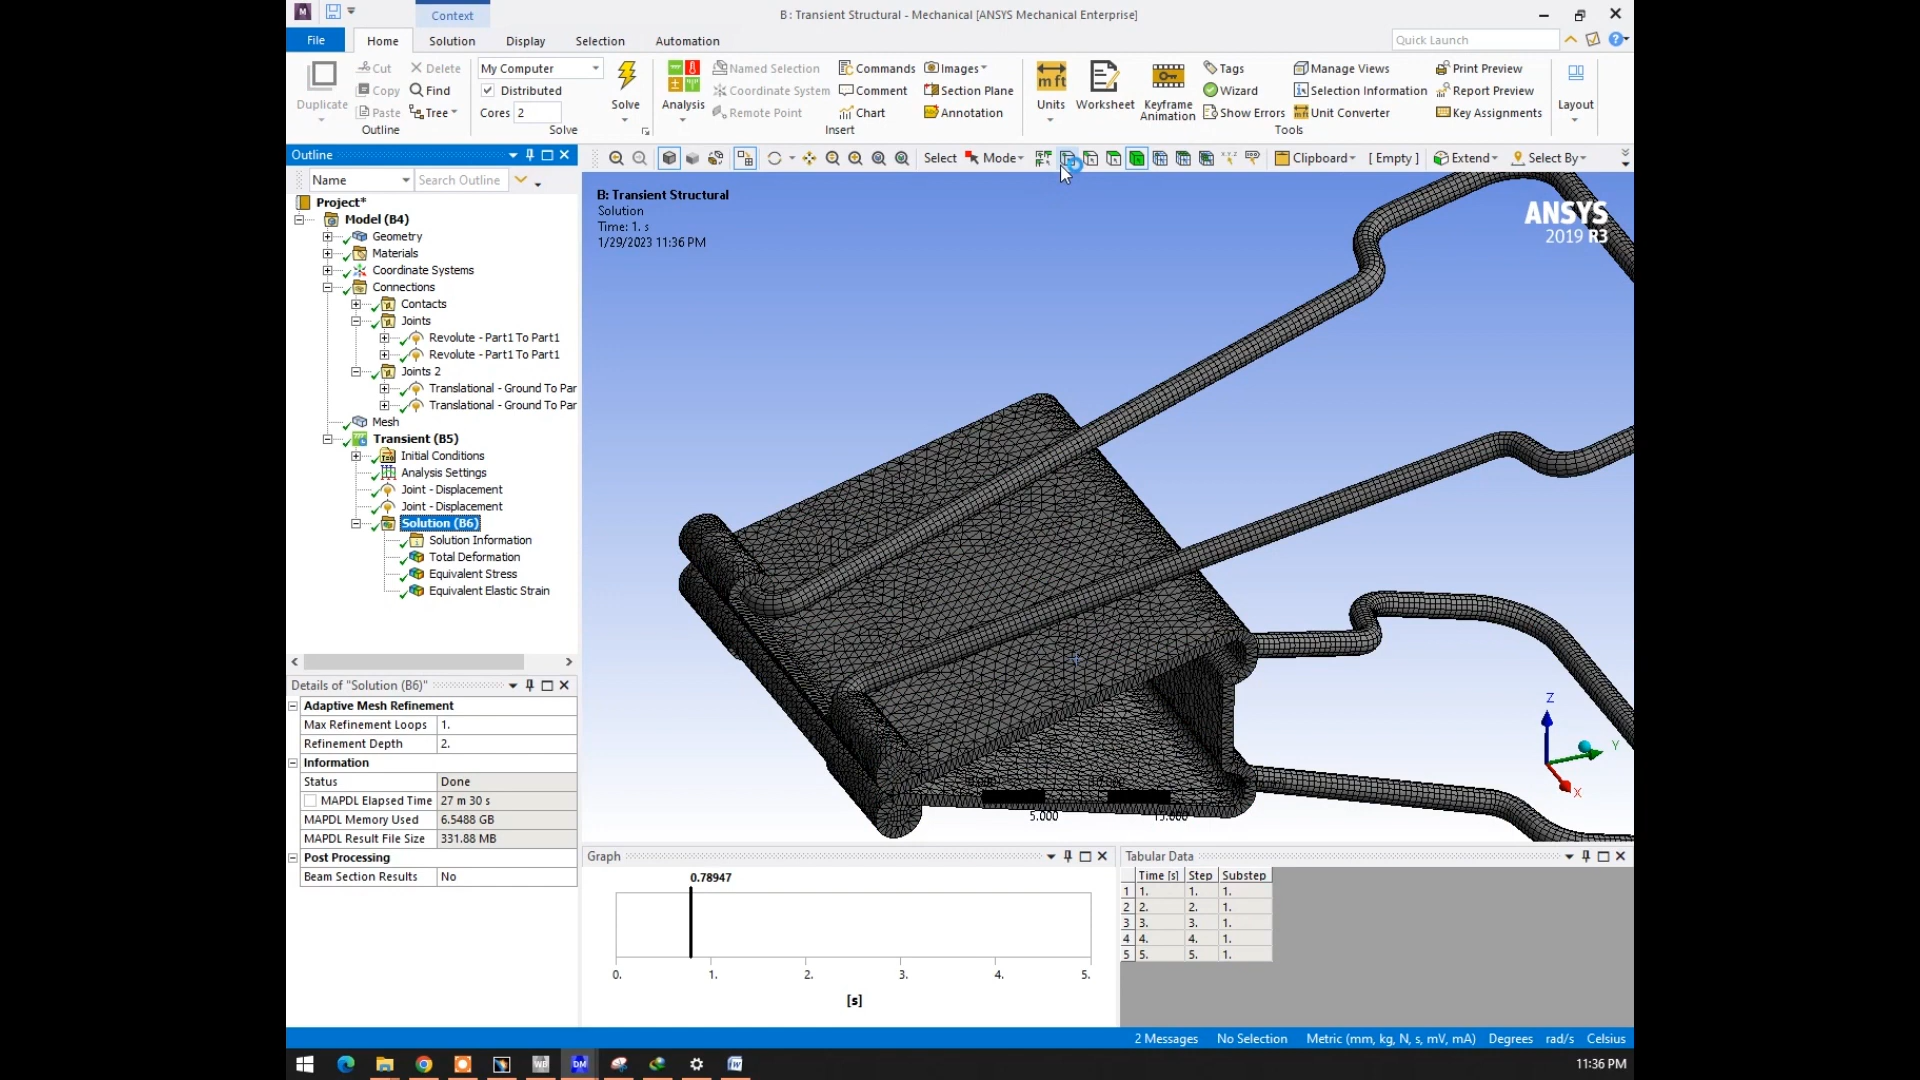 Context
B : Transient Structural - Mechanical [ANSYS Mechanical Enterprise]
File Home Solution Display Selection Automation
Quick Launch
Duplicate
Cut
Delete
Copy
Find
Paste
Tree
Outline
My Computer
Distributed
Cores 2
Solve
Solve
Analysis
Named Selection
Coordinate System
Remote Point
Commands
Comment
Chart
Images
Section Plane
Annotation
Insert
Units
Worksheet
Keyframe
Animation
Tags
Wizard
Show Errors
Manage Views
Selection Information
Unit Converter
Print Preview
Report Preview
Key Assignments
Tools
Layout
Outline
Name
Search Outline
Select Mode Clipboard [ Empty ] Extend Select By
Project*
Model (B4)
Geometry
Materials
Coordinate Systems
Connections
Contacts
Joints
Revolute - Part1 To Part1
Revolute - Part1 To Part1
Joints 2
Translational - Ground To Par
Translational - Ground To Par
Mesh
Transient (B5)
Initial Conditions
Analysis Settings
Joint - Displacement
Joint - Displacement
Solution (B6)
Solution Information
Total Deformation
Equivalent Stress
Equivalent Elastic Strain
B: Transient Structural
Solution
Time: 1. s
1/29/2023 11:36 PM
ANSYS
2019 R3
Z
Y
X
5.000 15.000
Details of "Solution (B6)"
Adaptive Mesh Refinement
Max Refinement Loops 1.
Refinement Depth 2.
Information
Status Done
MAPDL Elapsed Time 27 m 30 s
MAPDL Memory Used 6.5488 GB
MAPDL Result File Size 331.88 MB
Post Processing
Beam Section Results No
Graph
0.78947
0. 1. 2. 3. 4. 5.
[s]
Tabular Data
Time [s] Step Substep
1 1. 1. 1.
2 2. 2. 1.
3 3. 3. 1.
4 4. 4. 1.
5 5. 5. 1.
2 Messages No Selection Metric (mm, kg, N, s, mV, mA) Degrees rad/s Celsius
11:36 PM